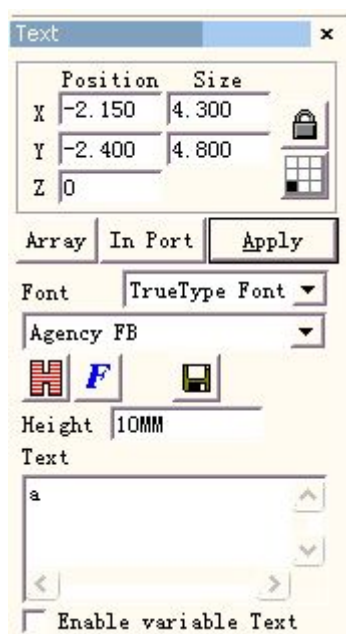 Text
Position Size
X -2.150 4.300
Y -2.400 4.800
Z 0
Array In Port Apply
Font TrueType Font
Agency FB
F
Height 10MM
Text
a
Enable variable Text